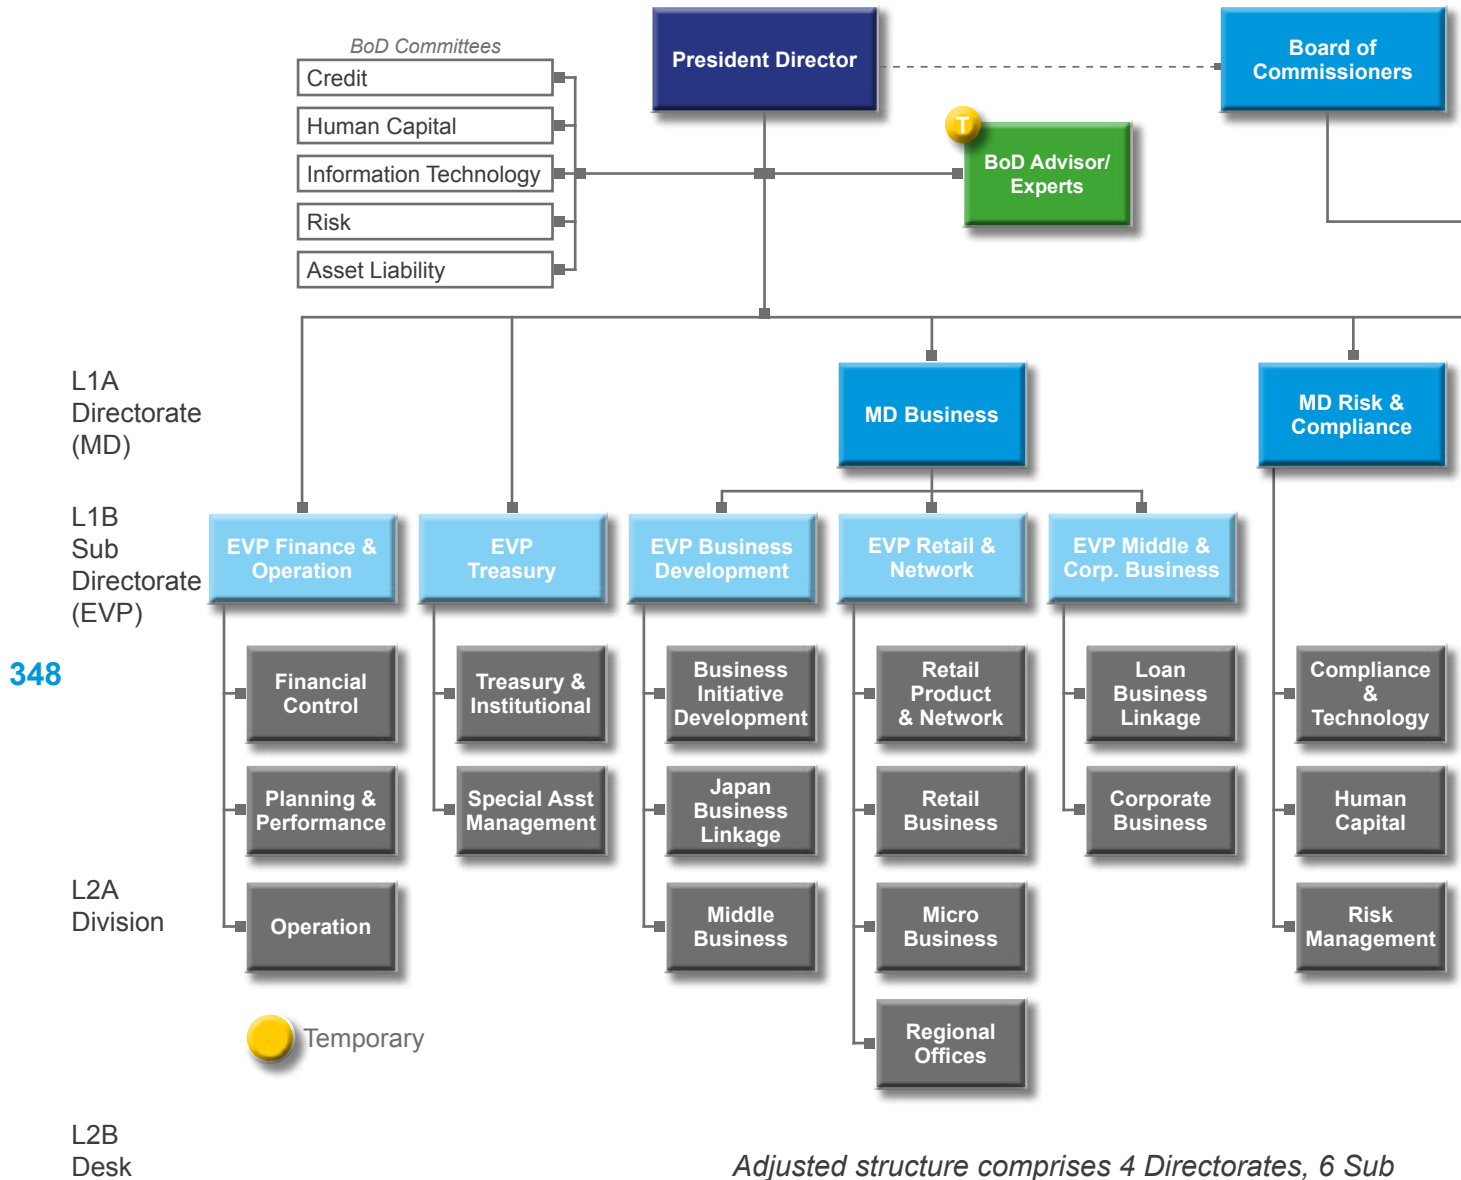 BoD Committees
Credit
Human Capital
Information Technology
Risk
Asset Liability
President Director
Board of
Commissioners
T
BoD Advisor/
Experts
L1A
Directorate
(MD)
MD Business
MD Risk &
Compliance
L1B
Sub
Directorate
(EVP)
EVP Finance &
Operation
EVP
Treasury
EVP Business
Development
EVP Retail &
Network
EVP Middle &
Corp. Business
348
Financial
Control
Treasury &
Institutional
Business
Initiative
Development
Retail
Product
& Network
Loan
Business
Linkage
Compliance
&
Technology
Planning &
Performance
Special Asst
Management
Japan
Business
Linkage
Retail
Business
Corporate
Business
Human
Capital
L2A
Division
Operation
Middle
Business
Micro
Business
Risk
Management
Temporary
Regional
Offices
L2B
Desk
Adjusted structure comprises 4 Directorates, 6 Sub